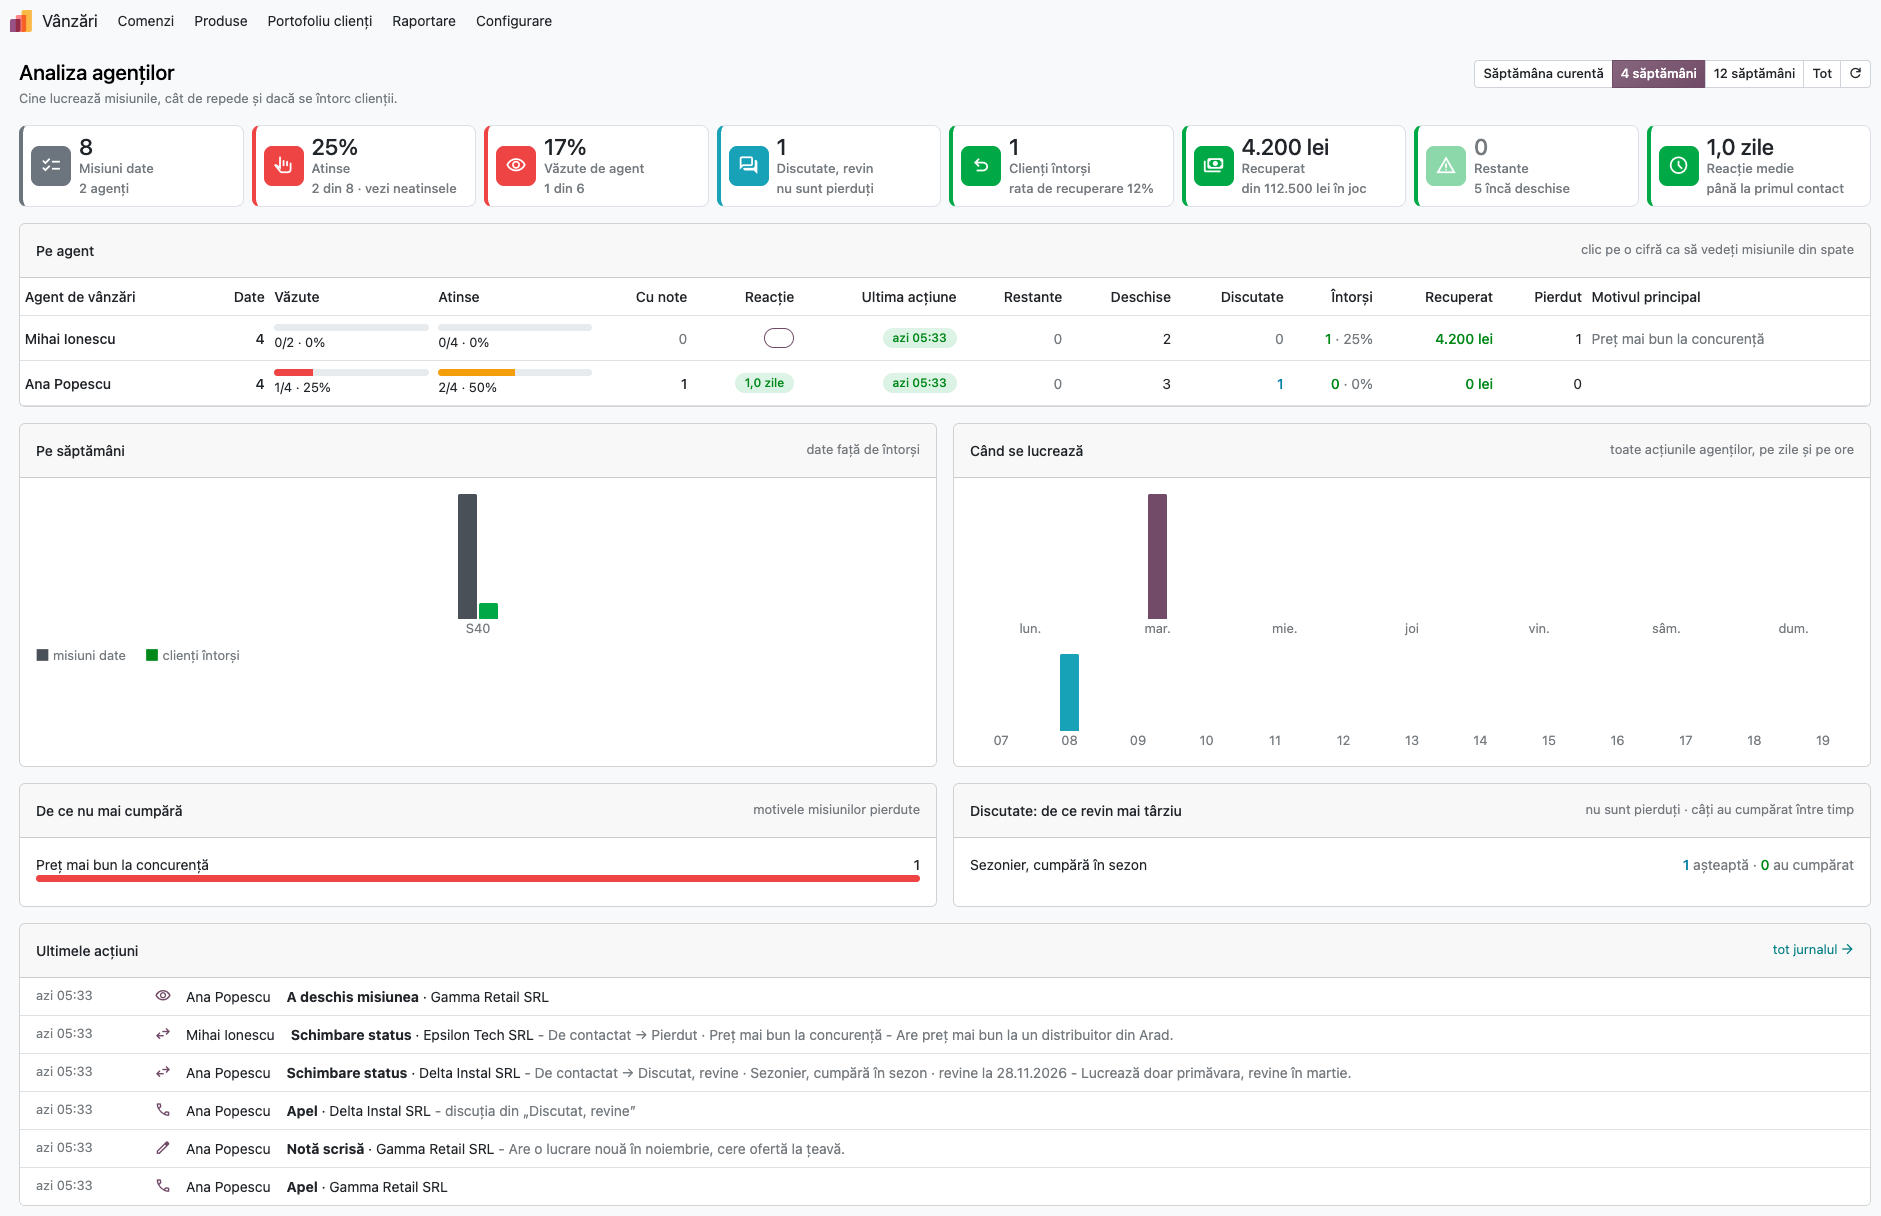 Vânzări Comenzi Produse Portofoliu clienți Raportare Configurare
Analiza agenților
Cine lucrează misiunile, cât de repede și dacă se întorc clienții.
Săptămâna curentă 4 săptămâni 12 săptămâni Tot
8
Misiuni date
2 agenți
25%
Atinse
2 din 8 · vezi neatinsele
17%
Văzute de agent
1 din 6
1
Discutate, revin
nu sunt pierduți
1
Clienți întorși
rata de recuperare 12%
4.200 lei
Recuperat
din 112.500 lei în joc
0
Restante
5 încă deschise
1,0 zile
Reacție medie
până la primul contact
Pe agent
clic pe o cifră ca să vedeți misiunile din spate
Agent de vânzări Date Văzute Atinse Cu note Reacție Ultima acțiune Restante Deschise Discutate Întorși Recuperat Pierdut Motivul principal
Mihai Ionescu 4 0/2 · 0% 0/4 · 0% 0 azi 05:33 0 2 0 1 · 25% 4.200 lei 1 Preț mai bun la concurență
Ana Popescu 4 1/4 · 25% 2/4 · 50% 1 1,0 zile azi 05:33 0 3 1 0 · 0% 0 lei 0
Pe săptămâni
date față de întorși
S40
misiuni date clienți întorși
Când se lucrează
toate acțiunile agenților, pe zile și pe ore
lun. mar. mie. joi vin. sâm. dum.
07 08 09 10 11 12 13 14 15 16 17 18 19
De ce nu mai cumpără
motivele misiunilor pierdute
Preț mai bun la concurență 1
Discutate: de ce revin mai târziu
nu sunt pierduți · câți au cumpărat între timp
Sezonier, cumpără în sezon 1 așteaptă · 0 au cumpărat
Ultimele acțiuni
tot jurnalul →
azi 05:33 Ana Popescu A deschis misiunea · Gamma Retail SRL
azi 05:33 Mihai Ionescu Schimbare status · Epsilon Tech SRL - De contactat → Pierdut · Preț mai bun la concurență - Are preț mai bun la un distribuitor din Arad.
azi 05:33 Ana Popescu Schimbare status · Delta Instal SRL - De contactat → Discutat, revine · Sezonier, cumpără în sezon · revine la 28.11.2026 - Lucrează doar primăvara, revine în martie.
azi 05:33 Ana Popescu Apel · Delta Instal SRL - discuția din „Discutat, revine”
azi 05:33 Ana Popescu Notă scrisă · Gamma Retail SRL - Are o lucrare nouă în noiembrie, cere ofertă la țeavă.
azi 05:33 Ana Popescu Apel · Gamma Retail SRL